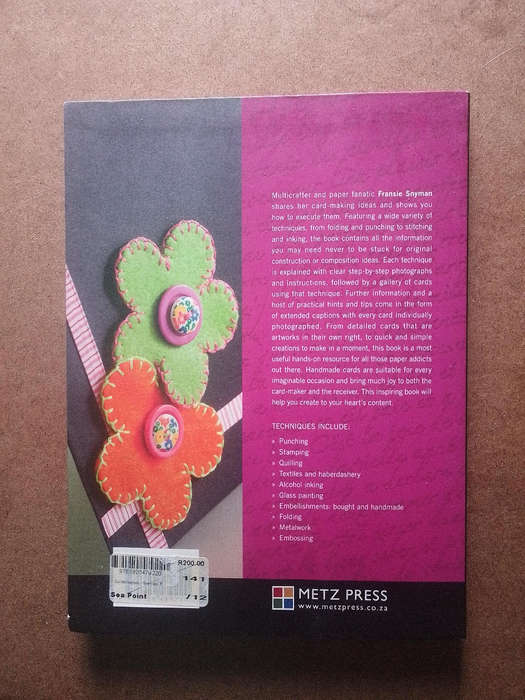 Multicrafter and paper fanatic Fransie Snyman
shares her card-making ideas and shows you
how to execute them. Featuring a wide variety of
techniques, from folding and punching to stitching
and inking, the book contains all the information
you may need never to be stuck for original
construction or composition ideas. Each technique
is explained with clear step-by-step photographs
and instructions, followed by a gallery of cards
using that technique. Further information and a
host of practical hints and tips come in the form
of extended captions with every card individually
photographed. From detailed cards that are
artworks in their own right, to quick and simple
creations to make in a moment, this book is a most
useful hands-on resource for all those paper addicts
out there. Handmade cards are suitable for every
imaginable occasion and bring much joy to both the
card-maker and the receiver. This inspiring book will
help you create to your heart's content.
TECHNIQUES INCLUDE:
» Punching
» Stamping
» Quilling
» Textiles and haberdashery
» Alcohol inking
» Glass painting
» Embellishments: bought and handmade
» Folding
» Metalwork
» Embossing
R200.00
141
Sea Point
/12
METZ PRESS
www.metzpress.co.za